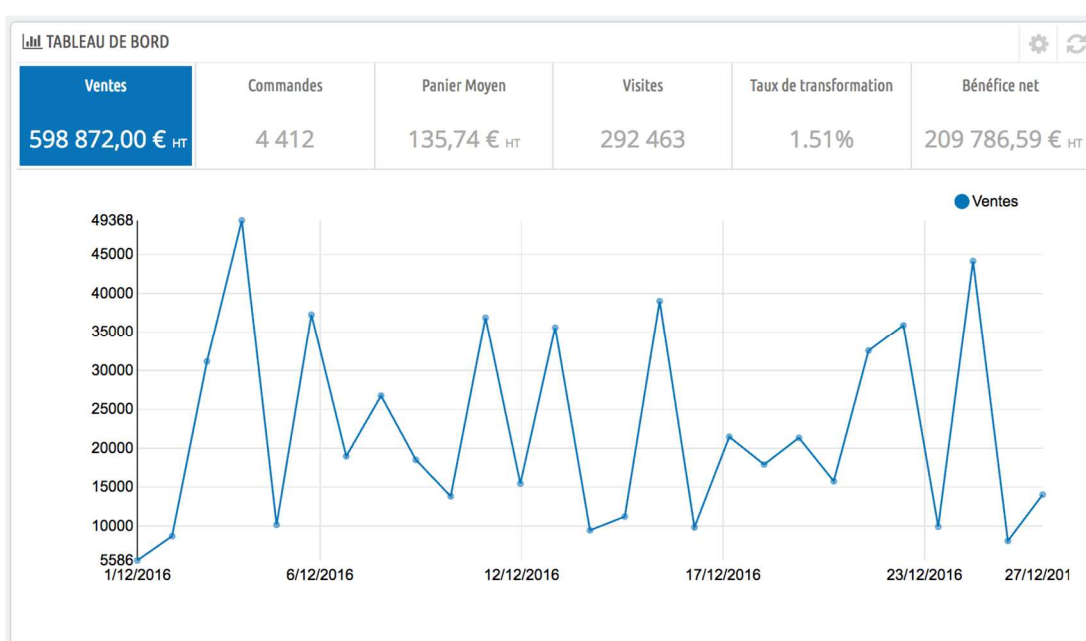 TABLEAU DE BORD
Ventes Commandes Panier Moyen Visites Taux de transformation Bénéfice net
598 872,00 € HT 4 412 135,74 € HT 292 463 1.51% 209 786,59 € HT
Ventes
49368
45000
40000
35000
30000
25000
20000
15000
10000
5586
1/12/2016 6/12/2016 12/12/2016 17/12/2016 23/12/2016 27/12/201